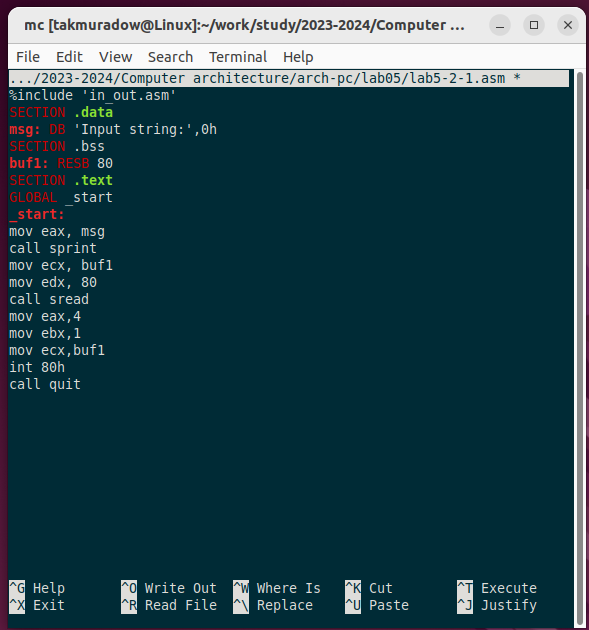 mc [takmuradow@Linux]:~/work/study/2023-2024/Computer ...
File Edit View Search Terminal Help
.../2023-2024/Computer architecture/arch-pc/lab05/lab5-2-1.asm *
%include 'in_out.asm'
SECTION .data
msg: DB 'Input string:',0h
SECTION .bss
buf1: RESB 80
SECTION .text
GLOBAL _start
_start:
mov eax, msg
call sprint
mov ecx, buf1
mov edx, 80
call sread
mov eax,4
mov ebx,1
mov ecx,buf1
int 80h
call quit
^G Help ^O Write Out ^W Where Is ^K Cut ^T Execute
^X Exit ^R Read File ^\ Replace ^U Paste ^J Justify